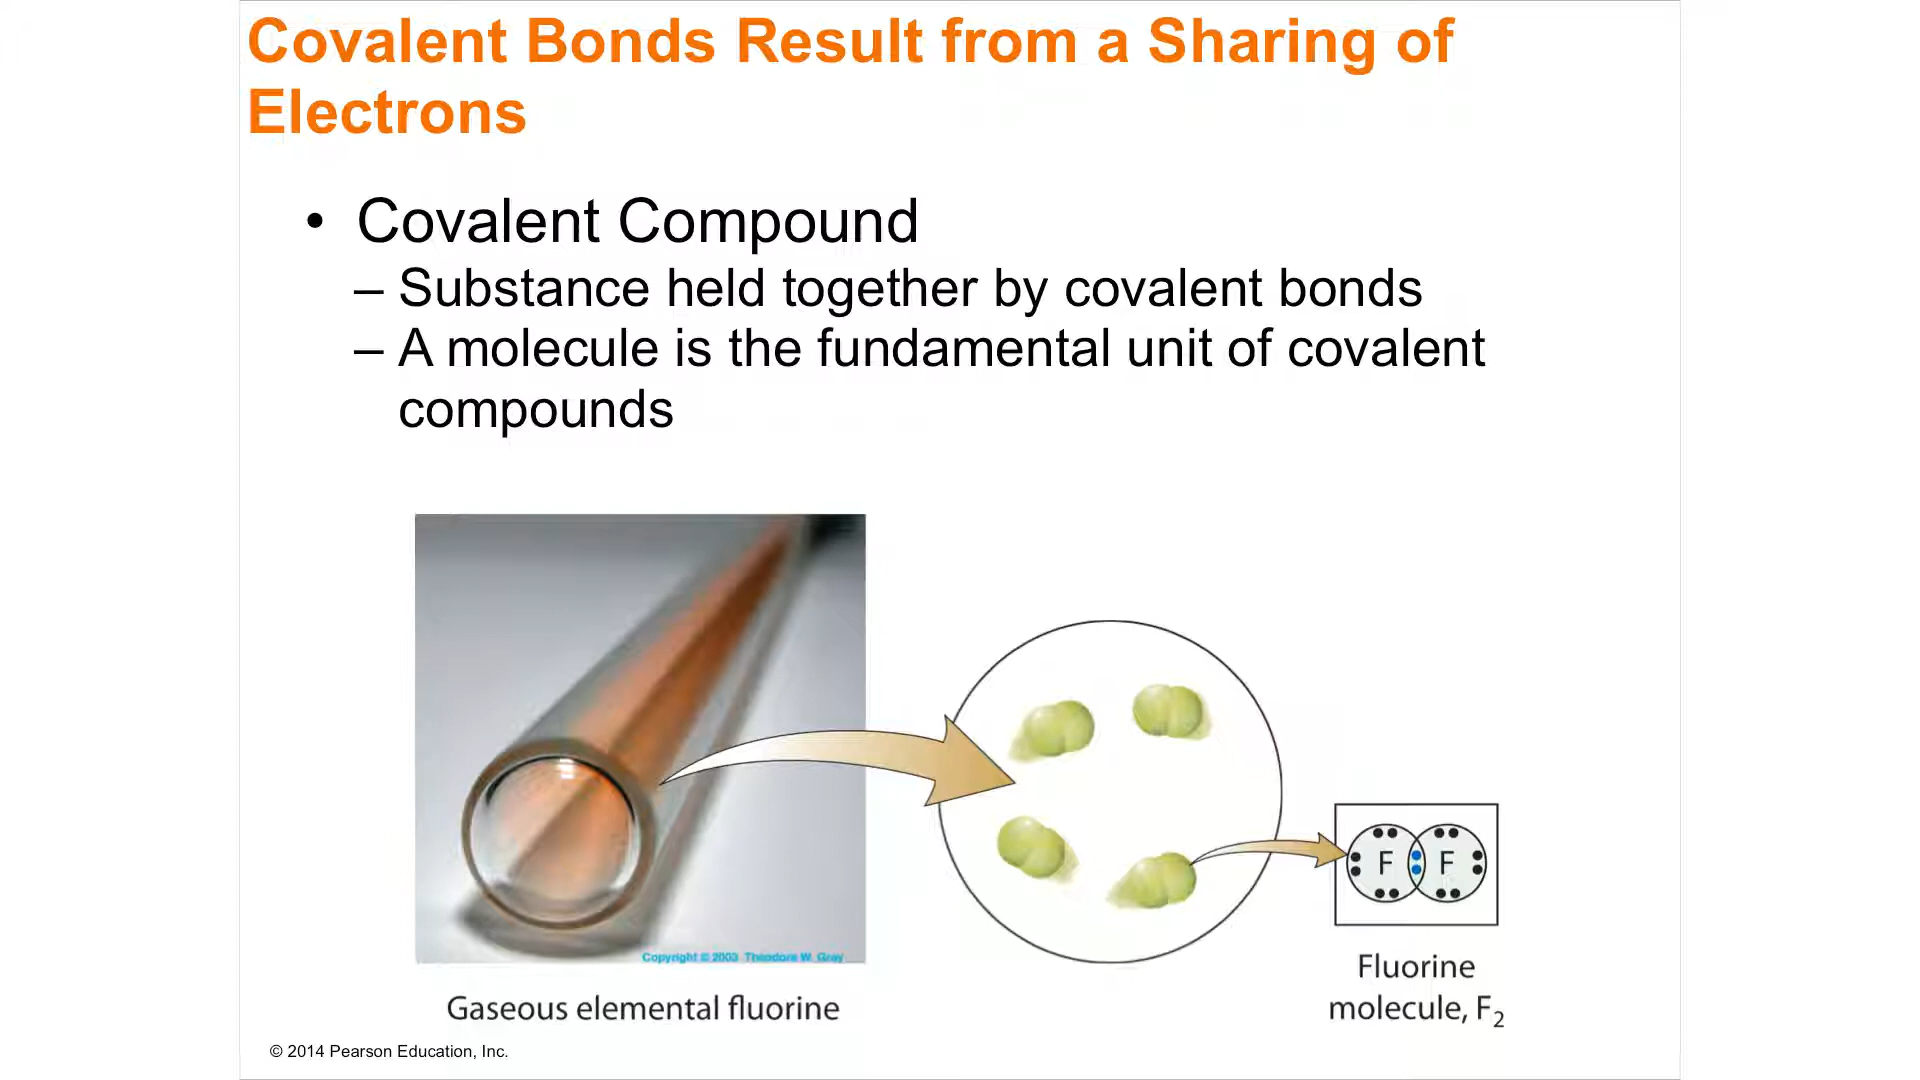 Covalent Bonds Result from a Sharing of
Electrons
• Covalent Compound
– Substance held together by covalent bonds
– A molecule is the fundamental unit of covalent
compounds
F F
Copyright © 2003 Theodore W. Gray
Fluorine
molecule, F₂
Gaseous elemental fluorine
© 2014 Pearson Education, Inc.